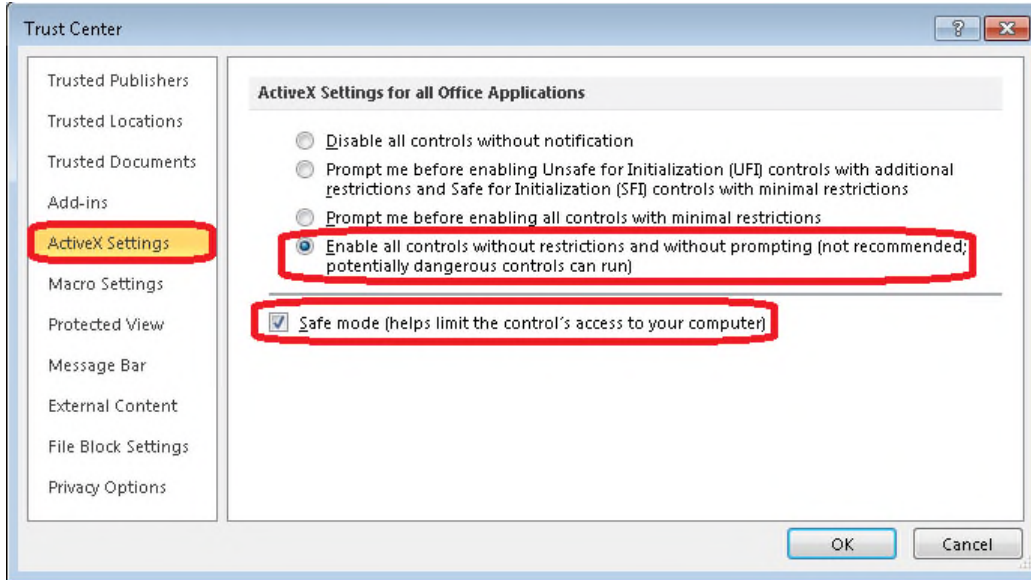 Trust Center
Trusted Publishers
Trusted Locations
Trusted Documents
Add-ins
ActiveX Settings
Macro Settings
Protected View
Message Bar
External Content
File Block Settings
Privacy Options
ActiveX Settings for all Office Applications
Disable all controls without notification
Prompt me before enabling Unsafe for Initialization (UFI) controls with additional
restrictions and Safe for Initialization (SFI) controls with minimal restrictions
Prompt me before enabling all controls with minimal restrictions
Enable all controls without restrictions and without prompting (not recommended;
potentially dangerous controls can run)
Safe mode (helps limit the control's access to your computer)
OK
Cancel